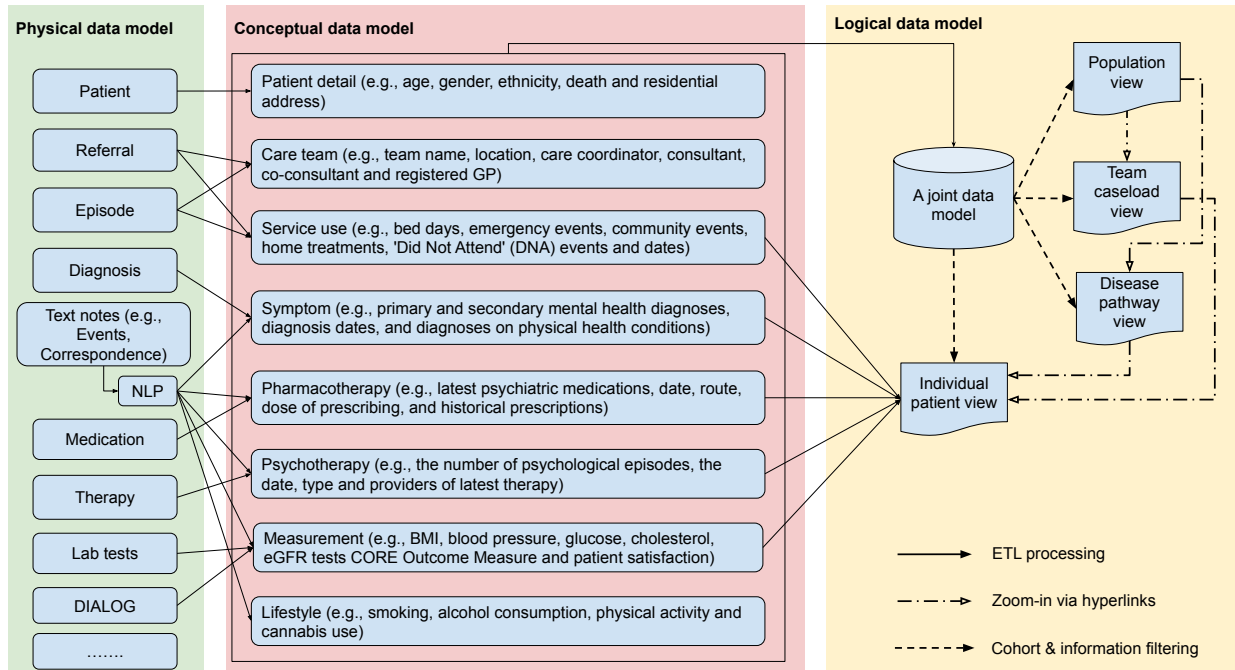 Physical data model
Patient
Referral
Episode
Diagnosis
Text notes (e.g.,
Events,
Correspondence)
NLP
Medication
Therapy
Lab tests
DIALOG
…….
Conceptual data model
Patient detail (e.g., age, gender, ethnicity, death and residential
address)
Care team (e.g., team name, location, care coordinator, consultant,
co-consultant and registered GP)
Service use (e.g., bed days, emergency events, community events,
home treatments, 'Did Not Attend' (DNA) events and dates)
Symptom (e.g., primary and secondary mental health diagnoses,
diagnosis dates, and diagnoses on physical health conditions)
Pharmacotherapy (e.g., latest psychiatric medications, date, route,
dose of prescribing, and historical prescriptions)
Psychotherapy (e.g., the number of psychological episodes, the
date, type and providers of latest therapy)
Measurement (e.g., BMI, blood pressure, glucose, cholesterol,
eGFR tests CORE Outcome Measure and patient satisfaction)
Lifestyle (e.g., smoking, alcohol consumption, physical activity and
cannabis use)
Logical data model
Population
view
A joint data
model
Team
caseload view
Disease
pathway
view
Individual
patient view
ETL processing
Zoom-in via hyperlinks
Cohort & information filtering